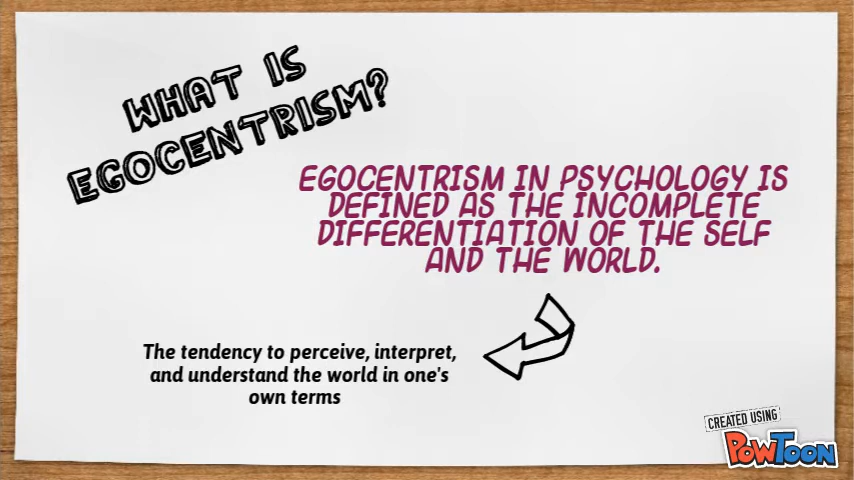 WHAT IS
EGOCENTRISM?
EGOCENTRISM IN PSYCHOLOGY IS
DEFINED AS THE INCOMPLETE
DIFFERENTIATION OF THE SELF
AND THE WORLD.
The tendency to perceive, interpret,
and understand the world in one's
own terms
CREATED USING
POWTOON